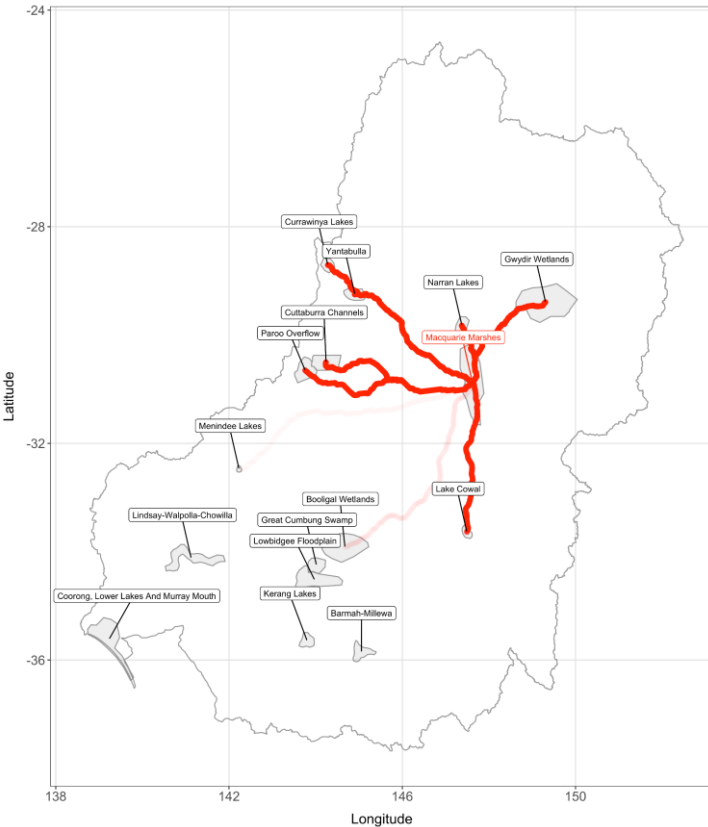 -24
-28
-32
-36
Latitude
Currawinya Lakes
Yantabulla
Gwydir Wetlands
Narran Lakes
Cuttaburra Channels
Paroo Overflow
Macquarie Marshes
Menindee Lakes
Lake Cowal
Booligal Wetlands
Lindsay-Walpolla-Chowilla
Great Cumbung Swamp
Lowbidgee Floodplain
Kerang Lakes
Coorong, Lower Lakes And Murray Mouth
Barmah-Millewa
138
142
146
150
Longitude